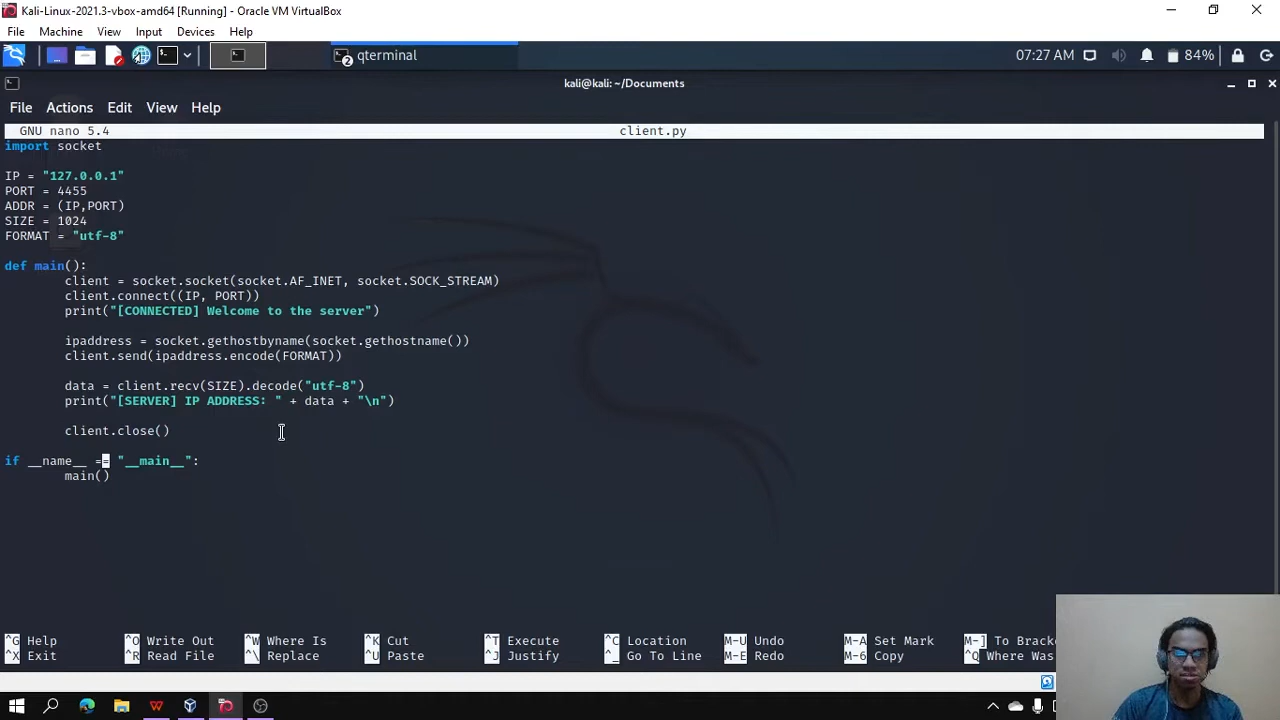 Kali-Linux-2021.3-vbox-amd64 [Running] - Oracle VM VirtualBox
File Machine View Input Devices Help
qterminal 07:27 AM 84%
kali@kali: ~/Documents
File Actions Edit View Help
GNU nano 5.4 client.py
import socket
IP = "127.0.0.1"
PORT = 4455
ADDR = (IP,PORT)
SIZE = 1024
FORMAT = "utf-8"
def main():
client = socket.socket(socket.AF_INET, socket.SOCK_STREAM)
client.connect((IP, PORT))
print("[CONNECTED] Welcome to the server")
ipaddress = socket.gethostbyname(socket.gethostname())
client.send(ipaddress.encode(FORMAT))
data = client.recv(SIZE).decode("utf-8")
print("[SERVER] IP ADDRESS: " + data + "\n")
client.close()
if __name__ == "__main__":
main()
^G Help ^O Write Out ^W Where Is ^K Cut ^T Execute ^C Location M-U Undo M-A Set Mark M-] To Brack
^X Exit ^R Read File ^\ Replace ^U Paste ^J Justify ^_ Go To Line M-E Redo M-6 Copy ^Q Where Was